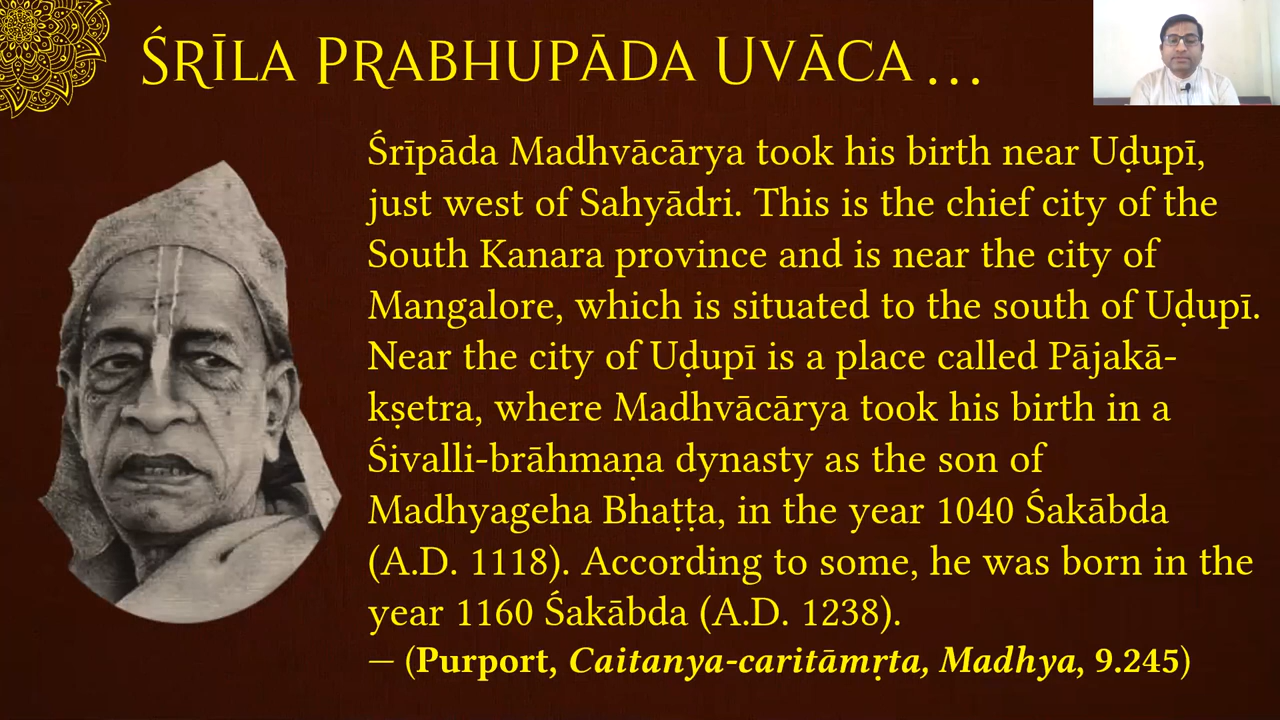 Śrīla Prabhupāda Uvāca ...
Śrīpāda Madhvācārya took his birth near Uḍupī,
just west of Sahyādri. This is the chief city of the
South Kanara province and is near the city of
Mangalore, which is situated to the south of Uḍupī.
Near the city of Uḍupī is a place called Pājakā-
kṣetra, where Madhvācārya took his birth in a
Śivalli-brāhmaṇa dynasty as the son of
Madhyageha Bhaṭṭa, in the year 1040 Śakābda
(A.D. 1118). According to some, he was born in the
year 1160 Śakābda (A.D. 1238).
— (Purport, Caitanya-caritāmṛta, Madhya, 9.245)